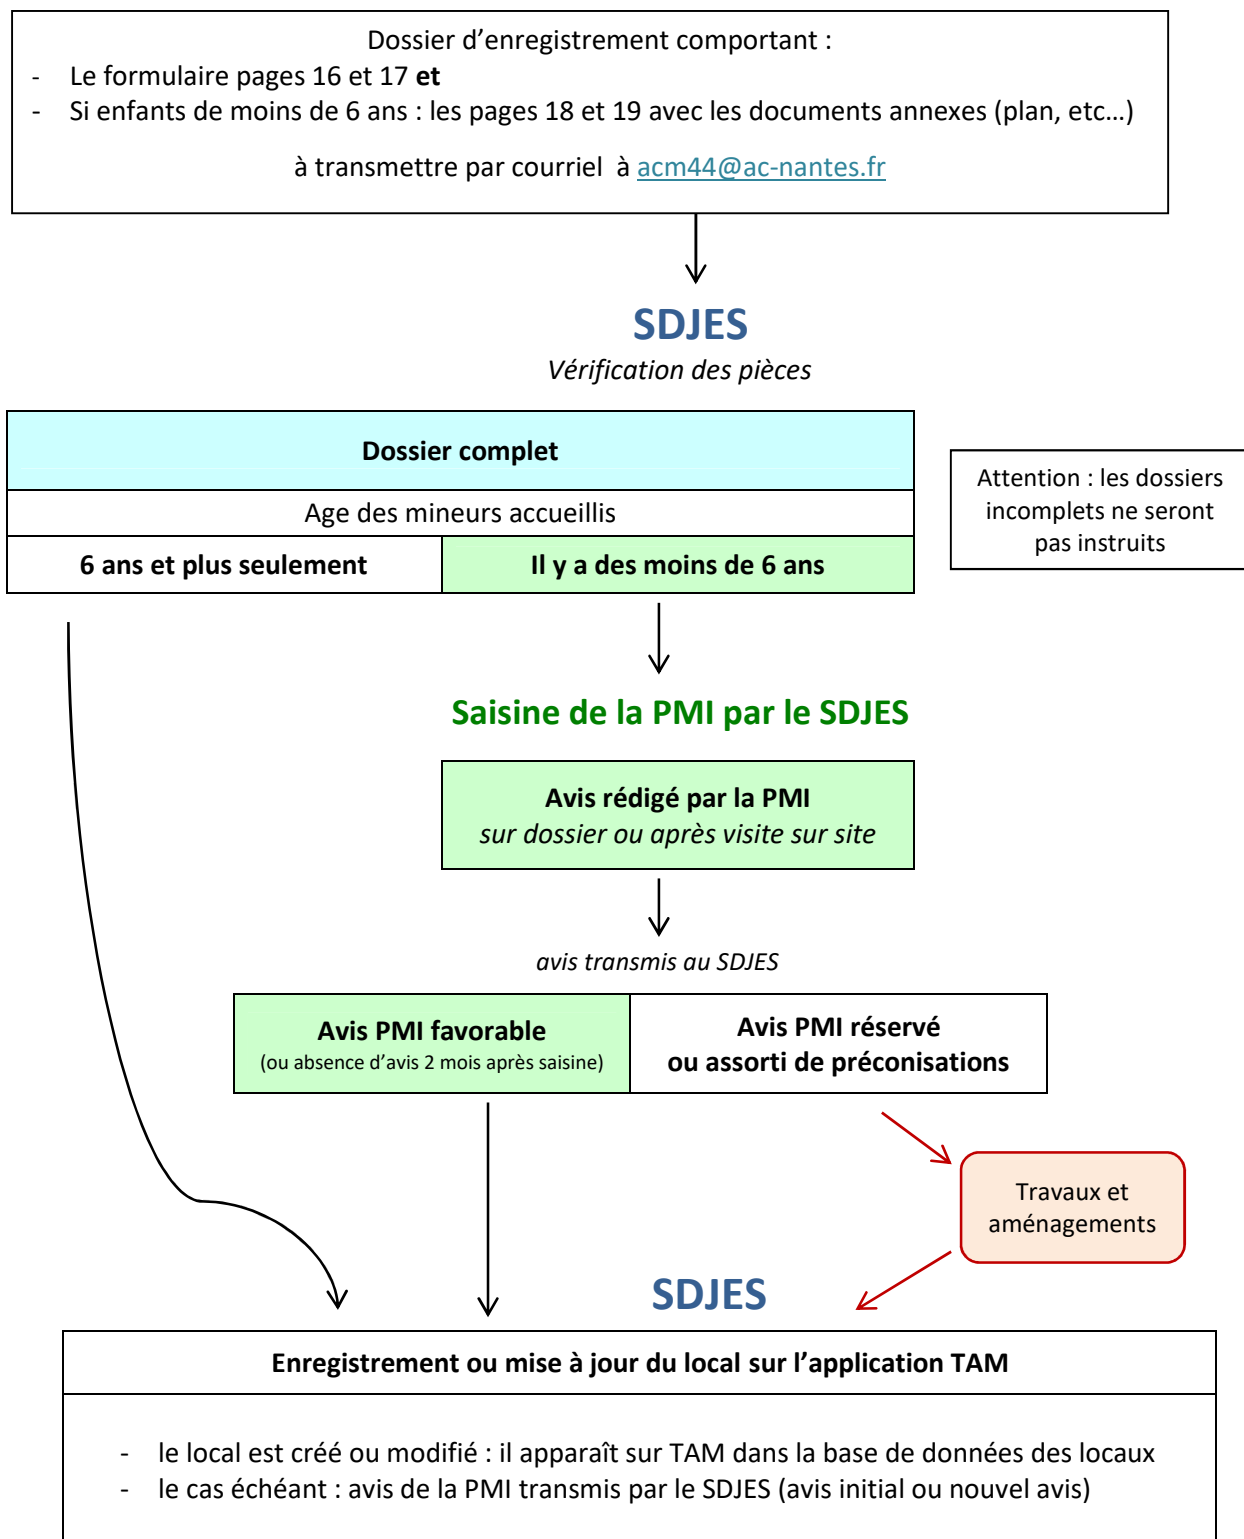 Dossier d’enregistrement comportant :
- Le formulaire pages 16 et 17 et
- Si enfants de moins de 6 ans : les pages 18 et 19 avec les documents annexes (plan, etc…)
à transmettre par courriel à acm44@ac-nantes.fr
SDJES
Vérification des pièces
Dossier complet
Age des mineurs accueillis
6 ans et plus seulement
Il y a des moins de 6 ans
Attention : les dossiers
incomplets ne seront
pas instruits
Saisine de la PMI par le SDJES
Avis rédigé par la PMI
sur dossier ou après visite sur site
avis transmis au SDJES
Avis PMI favorable
(ou absence d’avis 2 mois après saisine)
Avis PMI réservé
ou assorti de préconisations
Travaux et
aménagements
SDJES
Enregistrement ou mise à jour du local sur l’application TAM
- le local est créé ou modifié : il apparaît sur TAM dans la base de données des locaux
- le cas échéant : avis de la PMI transmis par le SDJES (avis initial ou nouvel avis)